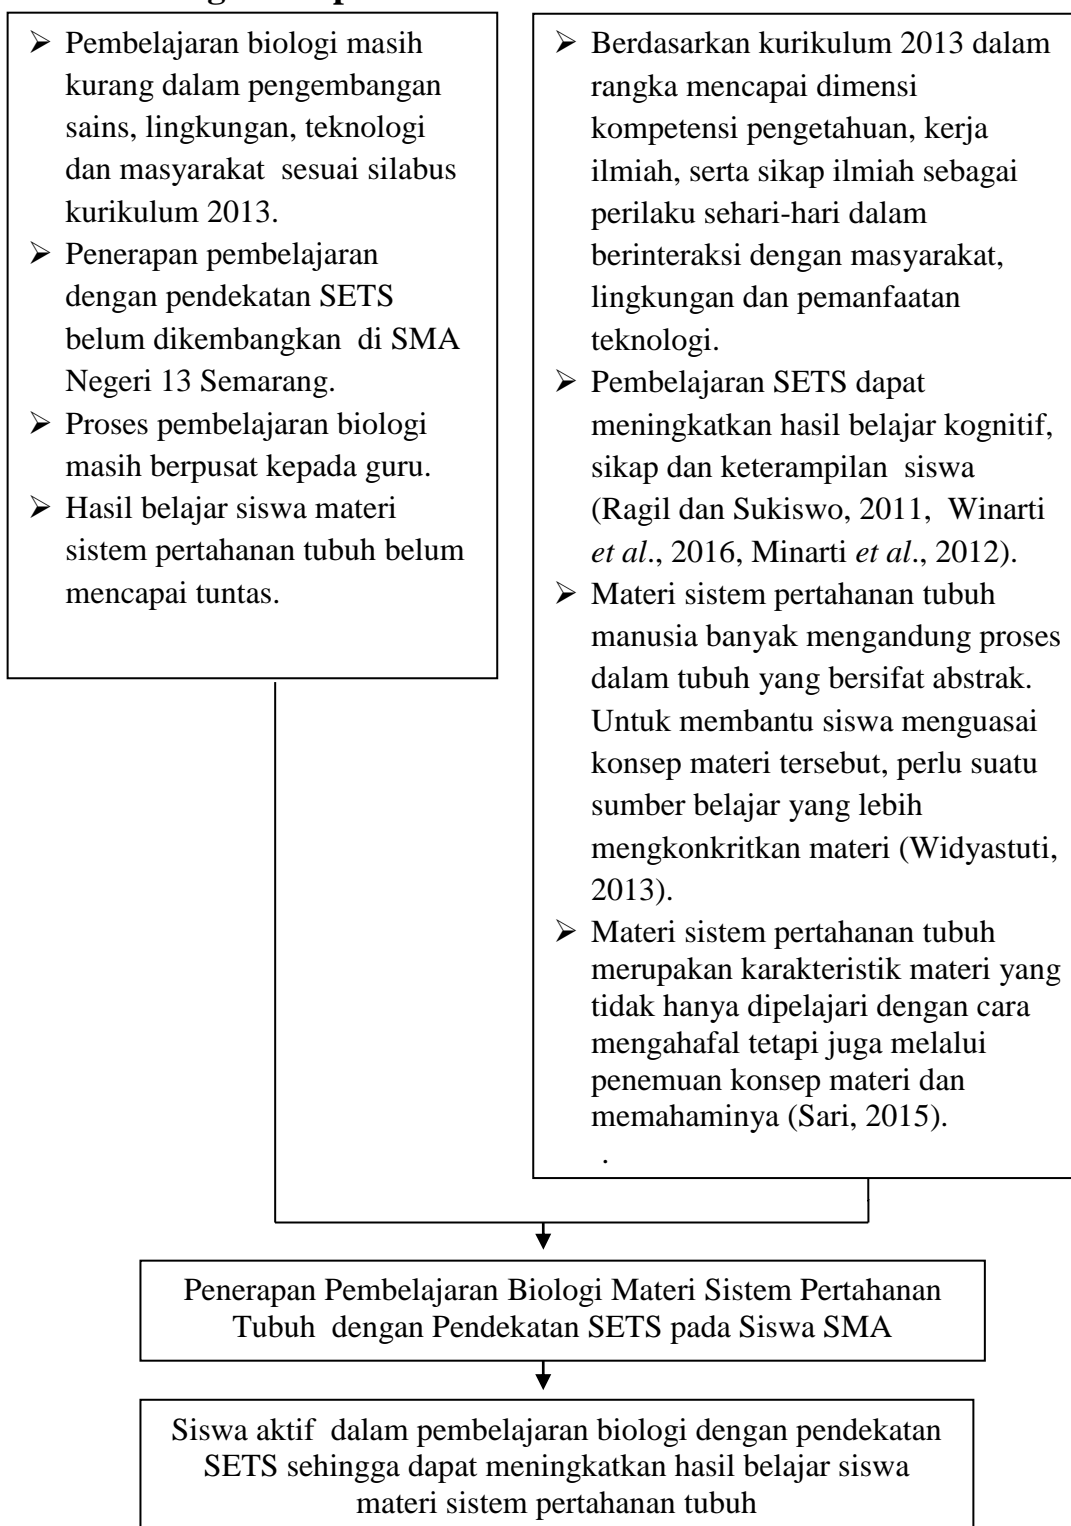 ➢ Pembelajaran biologi masih
kurang dalam pengembangan
sains, lingkungan, teknologi
dan masyarakat sesuai silabus
kurikulum 2013.
➢ Penerapan pembelajaran
dengan pendekatan SETS
belum dikembangkan di SMA
Negeri 13 Semarang.
➢ Proses pembelajaran biologi
masih berpusat kepada guru.
➢ Hasil belajar siswa materi
sistem pertahanan tubuh belum
mencapai tuntas.
➢ Berdasarkan kurikulum 2013 dalam
rangka mencapai dimensi
kompetensi pengetahuan, kerja
ilmiah, serta sikap ilmiah sebagai
perilaku sehari-hari dalam
berinteraksi dengan masyarakat,
lingkungan dan pemanfaatan
teknologi.
➢ Pembelajaran SETS dapat
meningkatkan hasil belajar kognitif,
sikap dan keterampilan siswa
(Ragil dan Sukiswo, 2011, Winarti
et al., 2016, Minarti et al., 2012).
➢ Materi sistem pertahanan tubuh
manusia banyak mengandung proses
dalam tubuh yang bersifat abstrak.
Untuk membantu siswa menguasai
konsep materi tersebut, perlu suatu
sumber belajar yang lebih
mengkonkritkan materi (Widyastuti,
2013).
➢ Materi sistem pertahanan tubuh
merupakan karakteristik materi yang
tidak hanya dipelajari dengan cara
mengahafal tetapi juga melalui
penemuan konsep materi dan
memahaminya (Sari, 2015).
.
Penerapan Pembelajaran Biologi Materi Sistem Pertahanan
Tubuh dengan Pendekatan SETS pada Siswa SMA
Siswa aktif dalam pembelajaran biologi dengan pendekatan
SETS sehingga dapat meningkatkan hasil belajar siswa
materi sistem pertahanan tubuh